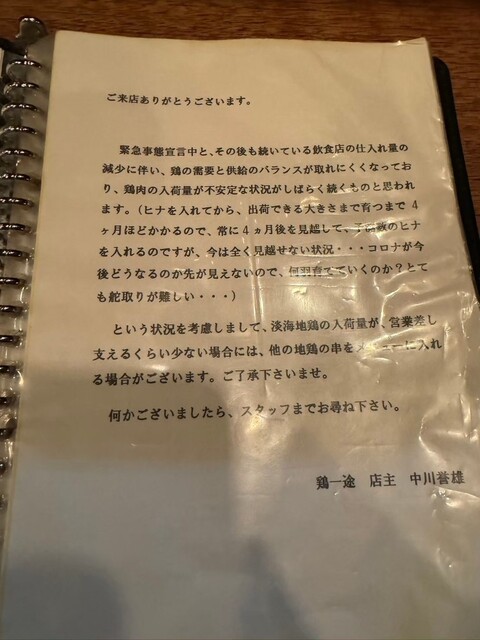 ご来店ありがとうございます。
緊急事態宣言中と、その後も続いている飲食店の仕入れ量の
減少に伴い、鶏の需要と供給のバランスが取れにくくなってお
り、鶏肉の入荷量が不安定な状況がしばらく続くものと思われ
ます。（ヒナを入れてから、出荷できる大きさまで育つまで4
ヶ月ほどかかるので、常に4ヵ月後を見越して、予測数のヒナ
を入れるのですが、今は全く見越せない状況・・・コロナが今
後どうなるのか先が見えないので、何羽育てていくのか？とて
も舵取りが難しい・・・）
という状況を考慮しまして、淡海地鶏の入荷量が、営業差し
支えるくらい少ない場合には、他の地鶏の串をメニューに入れ
る場合がございます。ご了承下さいませ。
何かございましたら、スタッフまでお尋ね下さい。
鶏一途 店主 中川誉雄